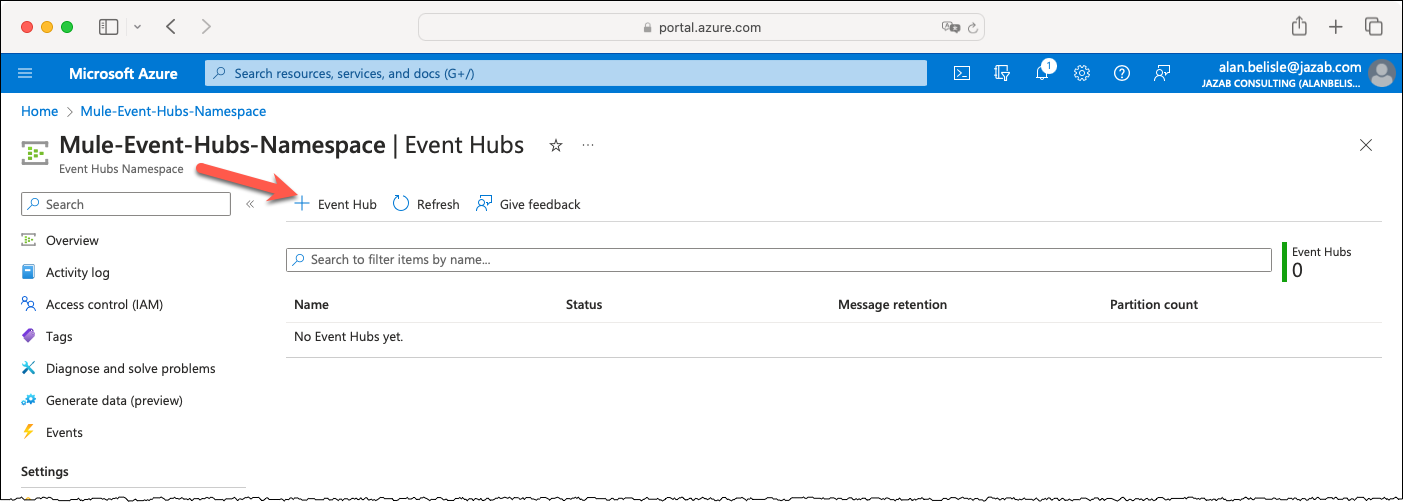 portal.azure.com
Microsoft Azure
Search resources, services, and docs (G+/)
1
alan.belisle@jazab.com
JAZAB CONSULTING (ALANBELIS...
Home > Mule-Event-Hubs-Namespace
Mule-Event-Hubs-Namespace | Event Hubs
Event Hubs Namespace
Search
Event Hub
Refresh
Give feedback
Overview
Activity log
Access control (IAM)
Tags
Diagnose and solve problems
Generate data (preview)
Events
Settings
Search to filter items by name...
Event Hubs
0
Name Status Message retention Partition count
No Event Hubs yet.